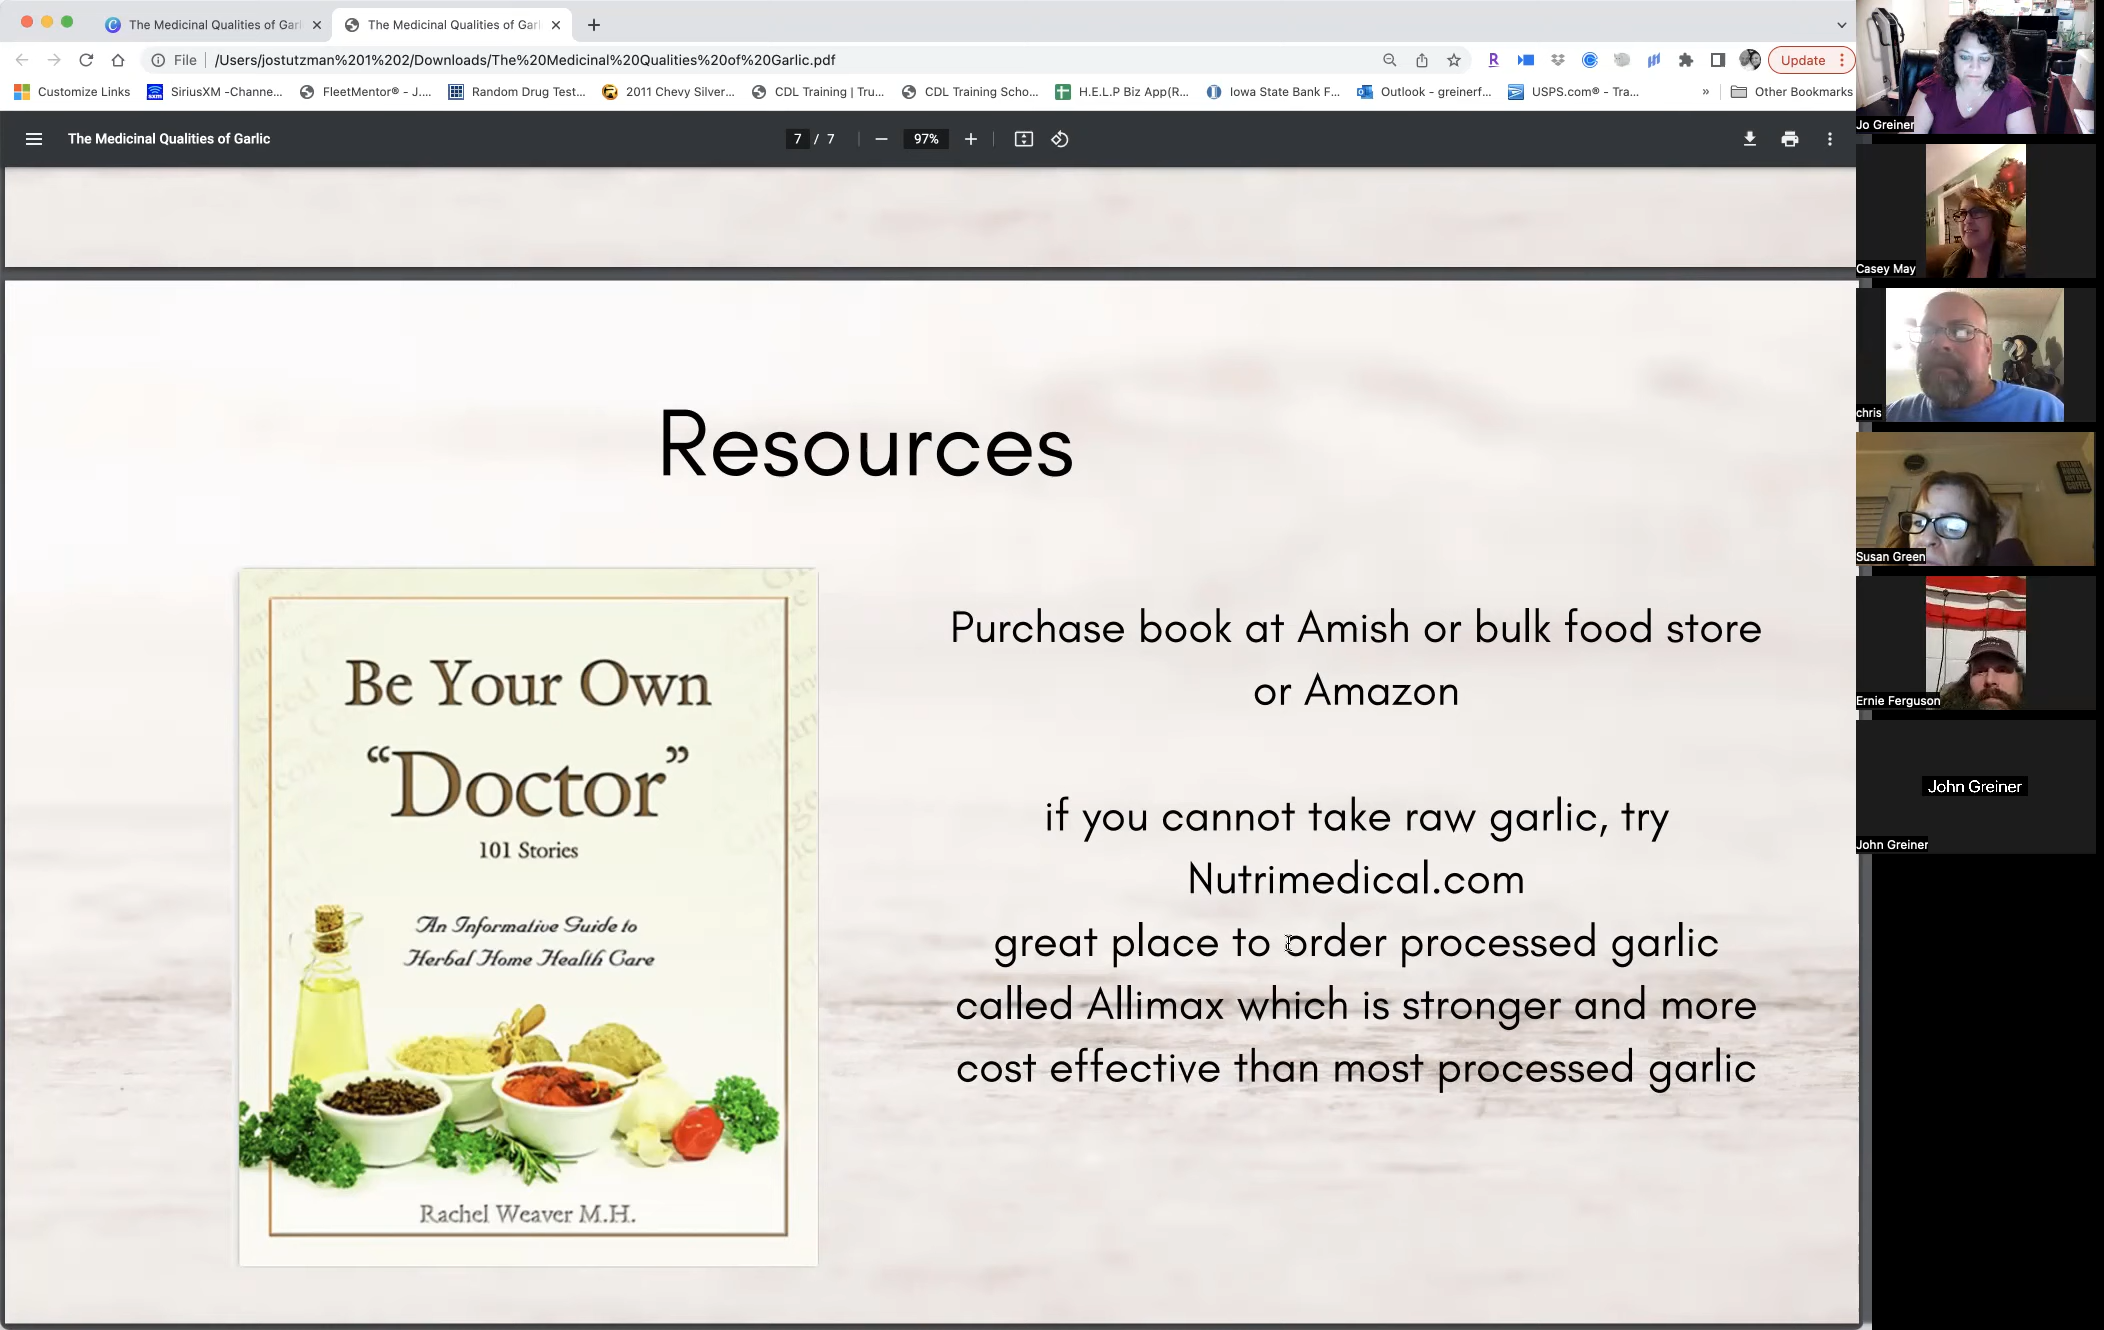 The Medicinal Qualities of Gar
The Medicinal Qualities of Gar
File
/Users/jostutzman%201%202/Downloads/The%20Medicinal%20Qualities%20of%20Garlic.pdf
Update
Customize Links
SiriusXM -Channe...
FleetMentor® - J....
Random Drug Test...
2011 Chevy Silver...
CDL Training | Tru...
CDL Training Scho...
H.E.L.P Biz App(R...
Iowa State Bank F...
Outlook - greinerf...
USPS.com® - Tra...
»
Other Bookmarks
The Medicinal Qualities of Garlic
7 / 7
97%
Resources
Be Your Own
“Doctor”
101 Stories
An Informative Guide to
Herbal Home Health Care
Rachel Weaver M.H.
Purchase book at Amish or bulk food store
or Amazon
if you cannot take raw garlic, try
Nutrimedical.com
great place to order processed garlic
called Allimax which is stronger and more
cost effective than most processed garlic
Jo Greiner
Casey May
chris
Susan Green
Ernie Ferguson
John Greiner
John Greiner